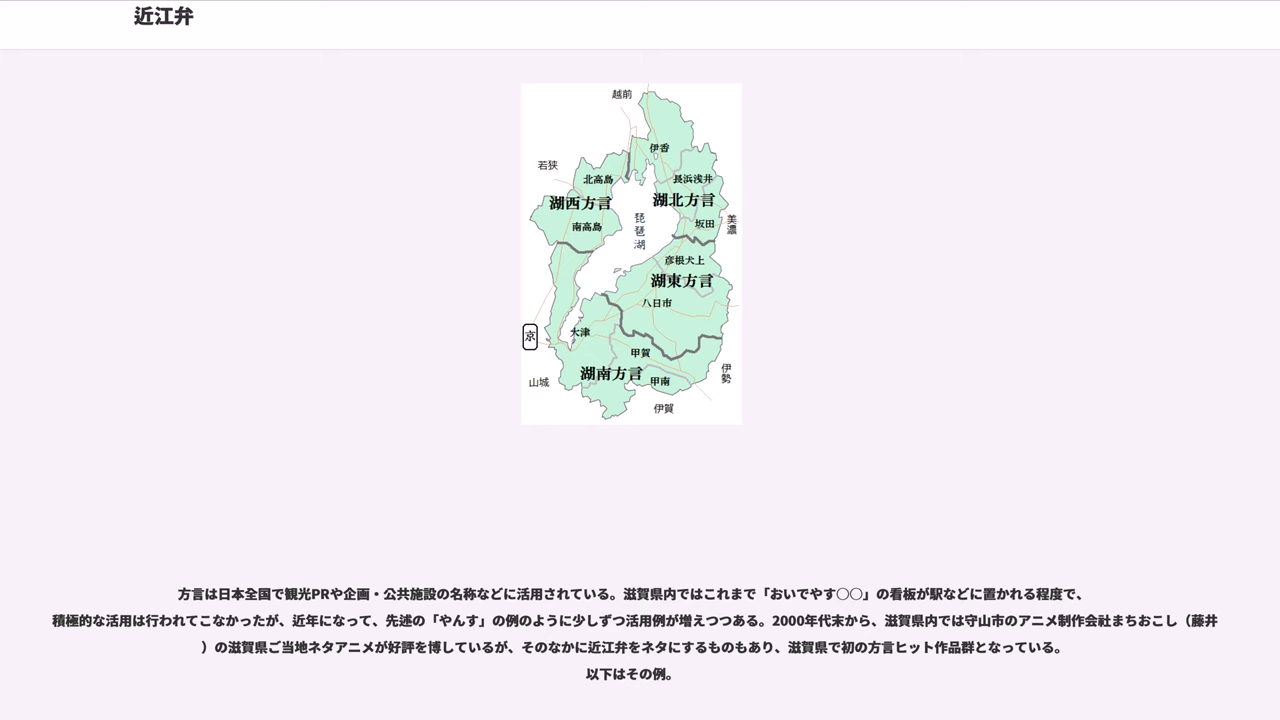 近江弁
越前
伊香
若狭
北高島
長浜浅井
湖西方言
湖北方言
琵琶湖
坂田
美濃
南高島
彦根犬上
湖東方言
八日市
京
大津
甲賀
湖南方言
甲南
伊勢
山城
伊賀
方言は日本全国で観光PRや企画・公共施設の名称などに活用されている。滋賀県内ではこれまで「おいでやす〇〇」の看板が駅などに置かれる程度で、
積極的な活用は行われてこなかったが、近年になって、先述の「やんす」の例のように少しずつ活用例が増えつつある。2000年代末から、滋賀県内では守山市のアニメ制作会社まちおこし（藤井
）の滋賀県ご当地ネタアニメが好評を博しているが、そのなかに近江弁をネタにするものもあり、滋賀県で初の方言ヒット作品群となっている。
以下はその例。